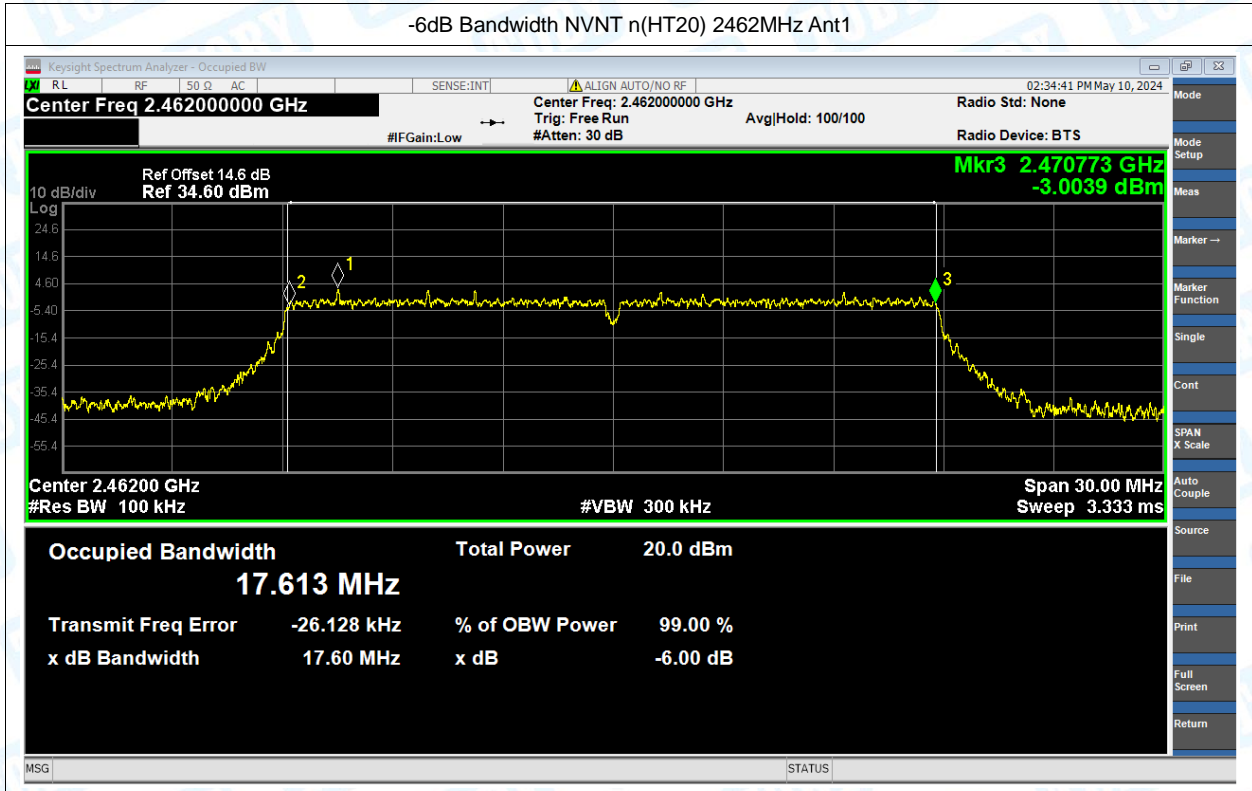 -6dB Bandwidth NVNT n(HT20) 2462MHz Ant1
Keysight Spectrum Analyzer - Occupied BW
LXI RL RF 50 Ω AC SENSE:INT ALIGN AUTO/NO RF 02:34:41 PM May 10, 2024
Center Freq 2.462000000 GHz Center Freq: 2.462000000 GHz Radio Std: None
Trig: Free Run Avg|Hold: 100/100
#IFGain:Low #Atten: 30 dB Radio Device: BTS
Mkr3 2.470773 GHz
-3.0039 dBm
Ref Offset 14.6 dB
10 dB/div Ref 34.60 dBm
Log
24.6
14.6
4.60
-5.40
-15.4
-25.4
-35.4
-45.4
-55.4
1
2
3
Center 2.46200 GHz Span 30.00 MHz
#Res BW 100 kHz #VBW 300 kHz Sweep 3.333 ms
Occupied Bandwidth Total Power 20.0 dBm
17.613 MHz
Transmit Freq Error -26.128 kHz % of OBW Power 99.00 %
x dB Bandwidth 17.60 MHz x dB -6.00 dB
MSG STATUS
Mode
Mode
Setup
Meas
Marker →
Marker
Function
Single
Cont
SPAN
X Scale
Auto
Couple
Source
File
Print
Full
Screen
Return